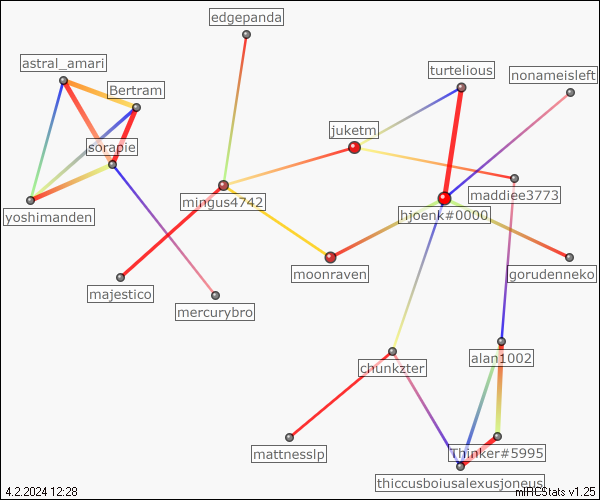 edgepanda
astral_amari
turtelious
nonameisleft
Bertram
juketm
sorapie
maddiee3773
mingus4742
yoshimanden
hjoenk#0000
moonraven
gorudenneko
majestico
mercurybro
alan1002
chunkzter
mattnesslp
Thinker#5995
thiccusboiusalexusjoneus
4.2.2024 12:28
mIRCStats v1.25